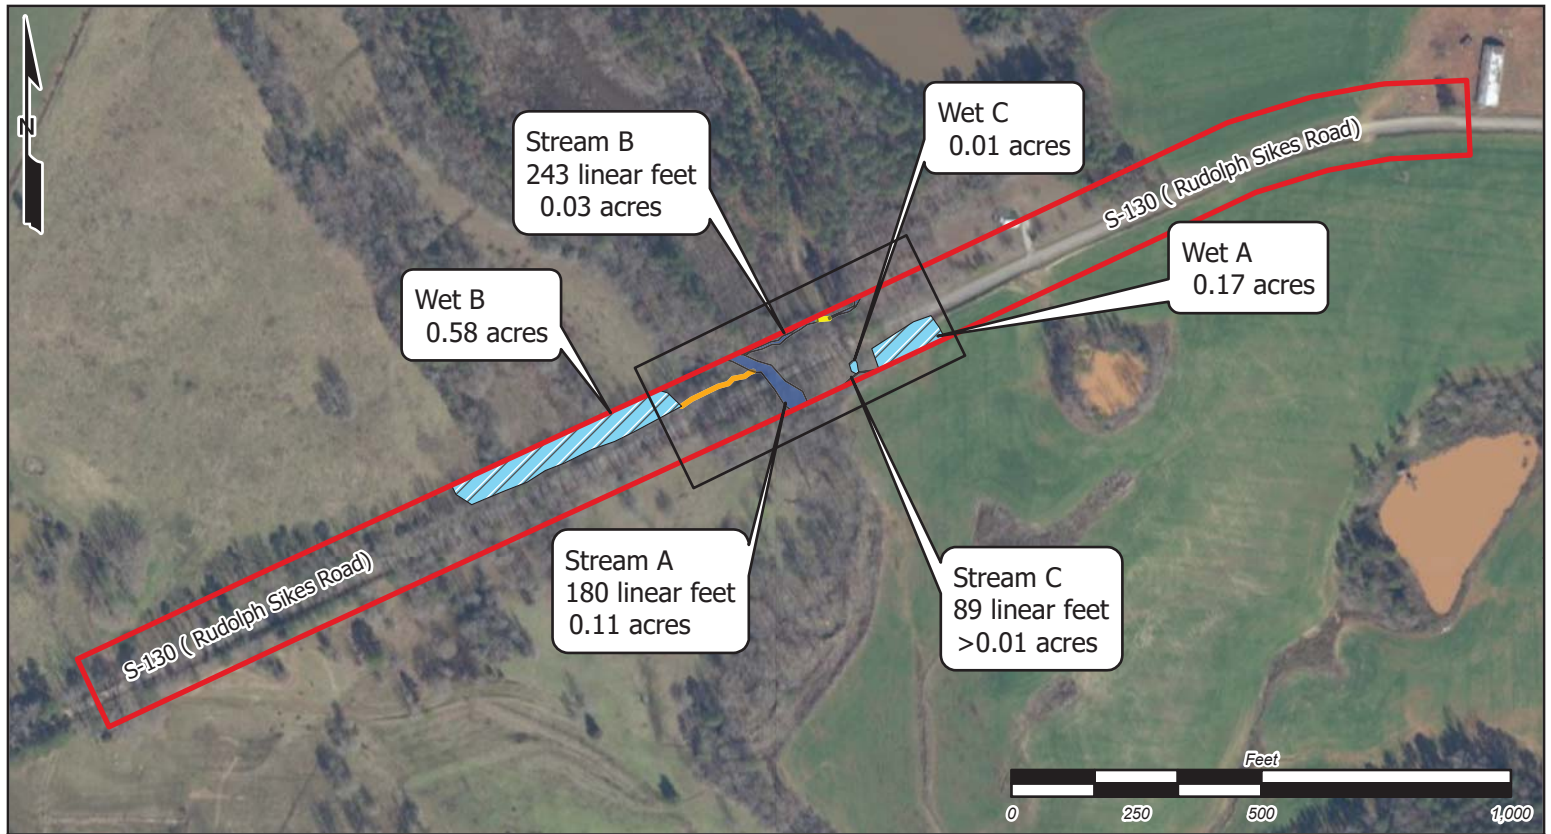 N
Wet C
0.01 acres
Stream B
243 linear feet
0.03 acres
S-130 ( Rudolph Sikes Road)
Wet A
0.17 acres
Wet B
0.58 acres
Stream A
180 linear feet
0.11 acres
Stream C
89 linear feet
>0.01 acres
S-130 ( Rudolph Sikes Road)
Feet
0 250 500 1,000